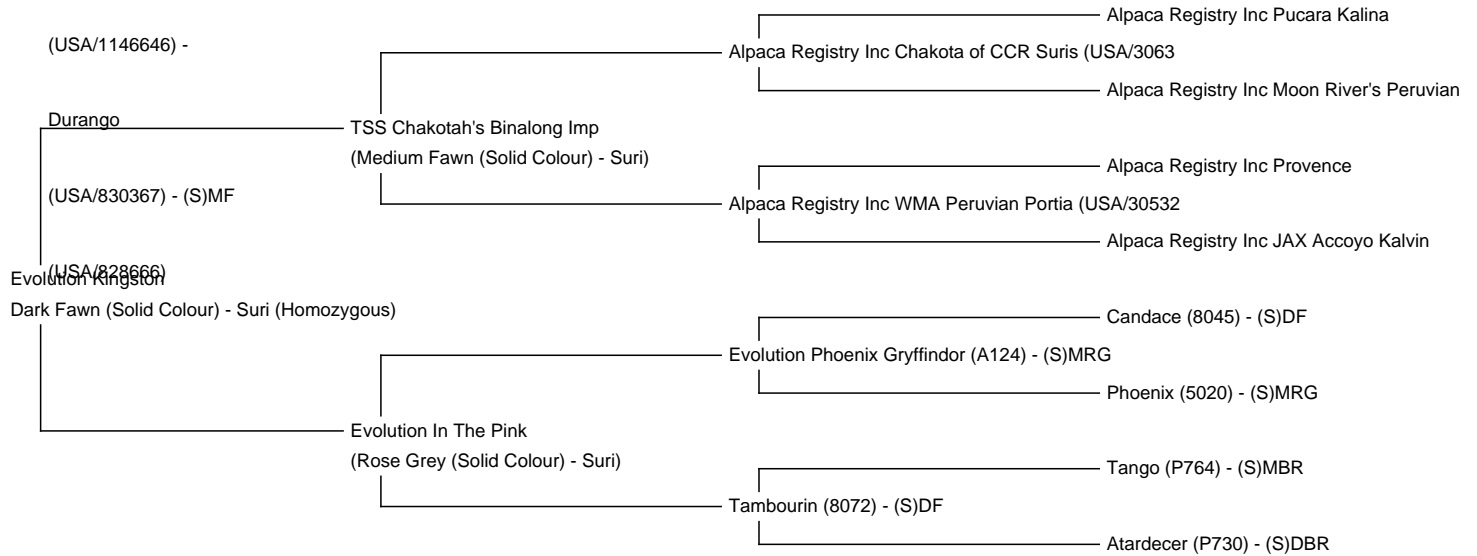 (USA/1146646) -
Durango
(USA/830367) - (S)MF
(USA/828666)
Evolution Kingston
Dark Fawn (Solid Colour) - Suri (Homozygous)
TSS Chakotah's Binalong Imp
(Medium Fawn (Solid Colour) - Suri)
Evolution In The Pink
(Rose Grey (Solid Colour) - Suri)
Alpaca Registry Inc Chakota of CCR Suris (USA/3063
Alpaca Registry Inc WMA Peruvian Portia (USA/30532
Evolution Phoenix Gryffindor (A124) - (S)MRG
Tambourin (8072) - (S)DF
Alpaca Registry Inc Pucara Kalina
Alpaca Registry Inc Moon River's Peruvian
Alpaca Registry Inc Provence
Alpaca Registry Inc JAX Accoyo Kalvin
Candace (8045) - (S)DF
Phoenix (5020) - (S)MRG
Tango (P764) - (S)MBR
Atardecer (P730) - (S)DBR